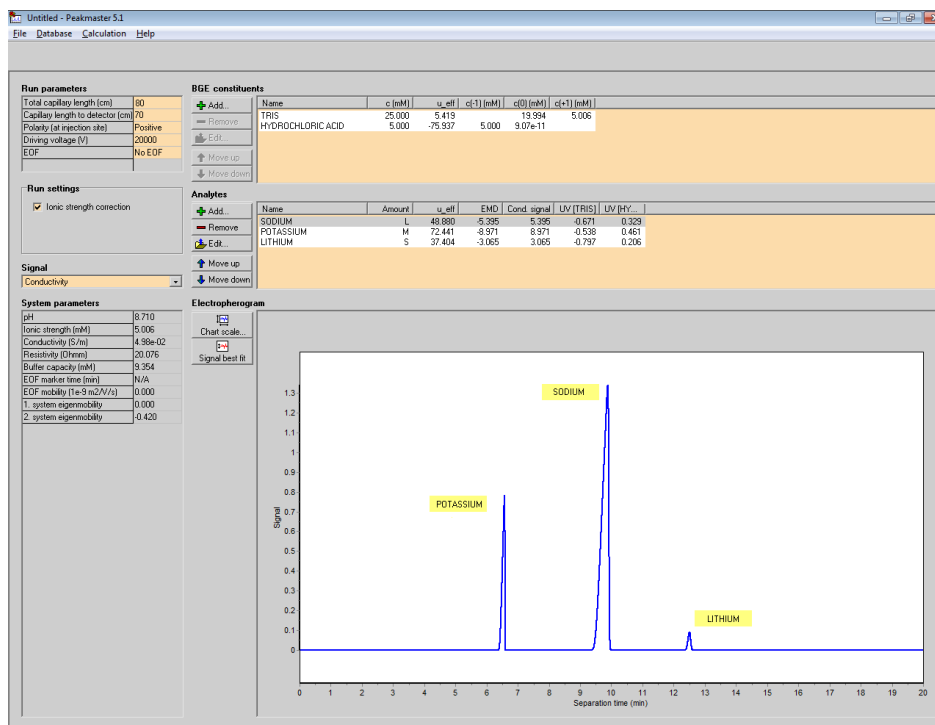 Untitled - Peakmaster 5.1
File Database Calculation Help
Run parameters
Total capillary length (cm) 80
Capillary length to detector (cm) 70
Polarity (at injection site) Positive
Driving voltage (V) 20000
EOF No EOF
Run settings
Ionic strength correction
Signal
Conductivity
System parameters
pH 8.710
Ionic strength (mM) 5.006
Conductivity (S/m) 4.98e-02
Resistivity (Ohmm) 20.076
Buffer capacity (mM) 9.354
EOF marker time (min) N/A
EOF mobility (1e-9 m2/V/s) 0.000
1. system eigenmobility 0.000
2. system eigenmobility -0.420
BGE constituents
Add...
Remove
Edit...
Move up
Move down
Name c (mM) u_eff c(-1) (mM) c(0) (mM) c(+1) (mM)
TRIS 25.000 5.419 19.994 5.006
HYDROCHLORIC ACID 5.000 -75.937 5.000 9.07e-11
Analytes
Add...
Remove
Edit...
Move up
Move down
Name Amount u_eff EMD Cond. signal UV [TRIS] UV [HY...
SODIUM L 48.880 -5.395 5.395 -0.671 0.329
POTASSIUM M 72.441 -8.971 8.971 -0.538 0.461
LITHIUM S 37.404 -3.065 3.065 -0.797 0.206
Electropherogram
Chart scale...
Signal best fit
Signal
1.3
1.2
1.1
1
0.9
0.8
0.7
0.6
0.5
0.4
0.3
0.2
0.1
0
SODIUM
POTASSIUM
LITHIUM
0 1 2 3 4 5 6 7 8 9 10 11 12 13 14 15 16 17 18 19 20
Separation time (min)